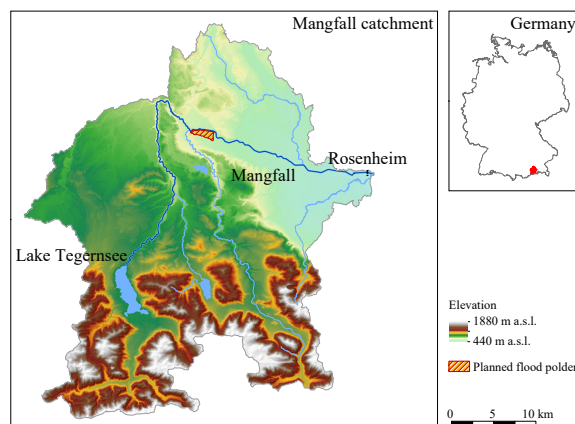 Mangfall catchment
Germany
Rosenheim
Mangfall
Lake Tegernsee
Elevation
1880 m a.s.l.
440 m a.s.l.
Planned flood polder
0 5 10 km